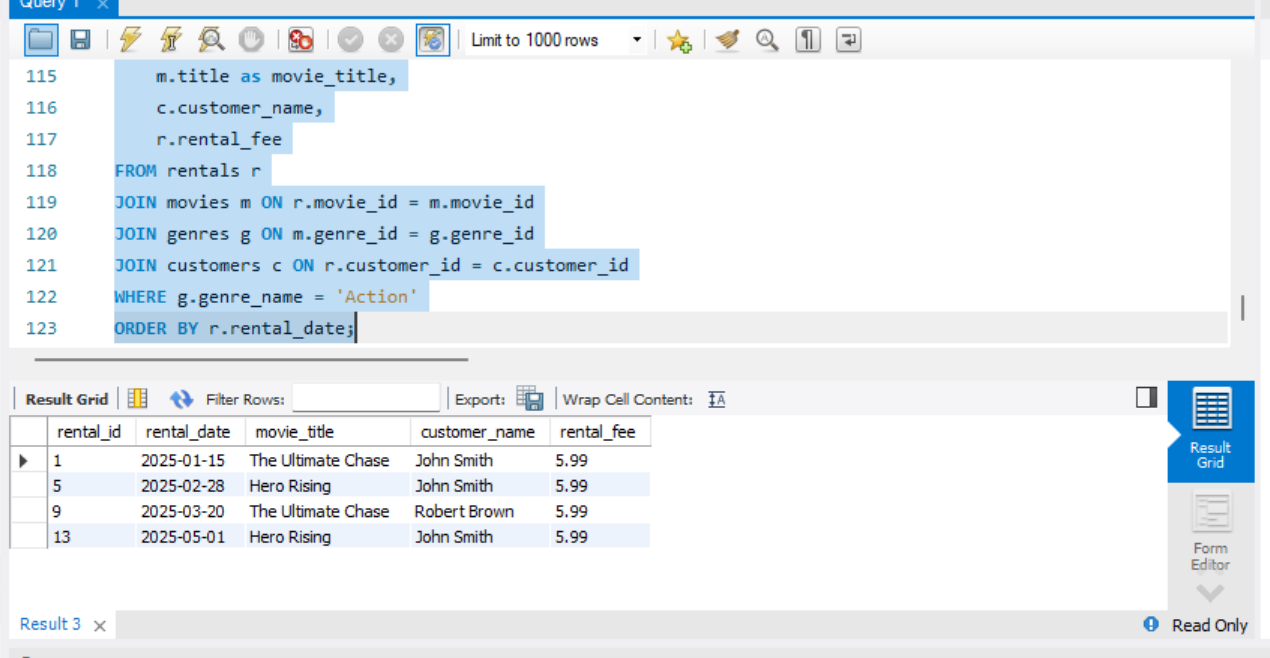 Query 1
Limit to 1000 rows
115 m.title as movie_title,
116 c.customer_name,
117 r.rental_fee
118 FROM rentals r
119 JOIN movies m ON r.movie_id = m.movie_id
120 JOIN genres g ON m.genre_id = g.genre_id
121 JOIN customers c ON r.customer_id = c.customer_id
122 WHERE g.genre_name = 'Action'
123 ORDER BY r.rental_date;
Result Grid Filter Rows: Export: Wrap Cell Content:
rental_id rental_date movie_title customer_name rental_fee
1 2025-01-15 The Ultimate Chase John Smith 5.99
5 2025-02-28 Hero Rising John Smith 5.99
9 2025-03-20 The Ultimate Chase Robert Brown 5.99
13 2025-05-01 Hero Rising John Smith 5.99
Result
Grid
Form
Editor
Result 3 Read Only